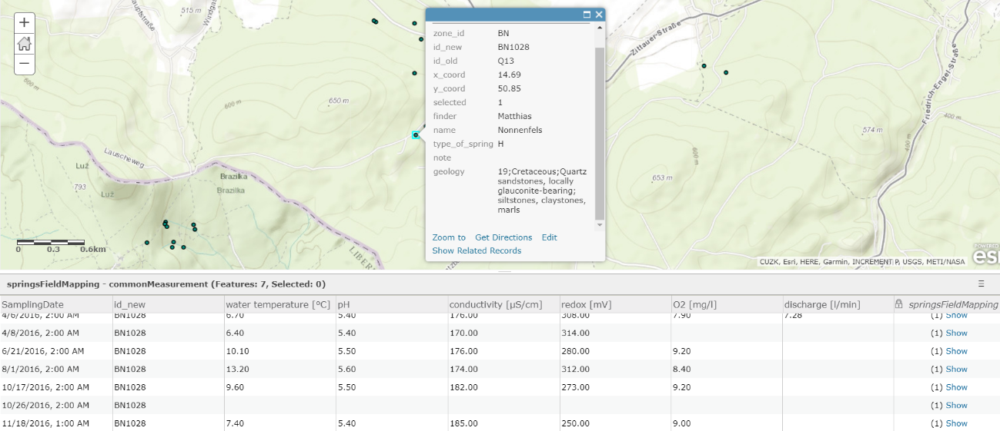 515 m
Hauptstraße
Windga
+
−
600 m
600 m
650 m
Lauscheweg
Luž
793
Luž
Brazilka
Brazilka
LIBER
0 0.3 0.6km
Zittauer-Straße
Friedrich-Engel-Straße
400 m
400 m
574 m
600 m
653 m
zone_id BN
id_new BN1028
id_old Q13
x_coord 14.69
y_coord 50.85
selected 1
finder Matthias
name Nonnenfels
type_of_spring H
note
geology 19;Cretaceous;Quartz
sandstones, locally
glauconite-bearing;
siltstones, claystones,
marls
Zoom to Get Directions Edit
Show Related Records
POWERED
esri
CUZK, Esri, HERE, Garmin, INCREMENT P, USGS, METI/NASA
springsFieldMapping - commonMeasurement (Features: 7, Selected: 0)
SamplingDate id_new water temperature [°C] pH conductivity [µS/cm] redox [mV] O2 [mg/l] discharge [l/min] springsFieldMapping
4/6/2016, 2:00 AM BN1028 6.70 5.40 176.00 308.00 7.90 7.28 (1) Show
4/8/2016, 2:00 AM BN1028 6.40 5.40 170.00 314.00 (1) Show
6/21/2016, 2:00 AM BN1028 10.10 5.50 176.00 280.00 9.20 (1) Show
8/1/2016, 2:00 AM BN1028 13.20 5.60 174.00 312.00 8.40 (1) Show
10/17/2016, 2:00 AM BN1028 9.60 5.50 182.00 273.00 9.20 (1) Show
10/26/2016, 2:00 AM BN1028 (1) Show
11/18/2016, 1:00 AM BN1028 7.40 5.40 185.00 250.00 9.00 (1) Show